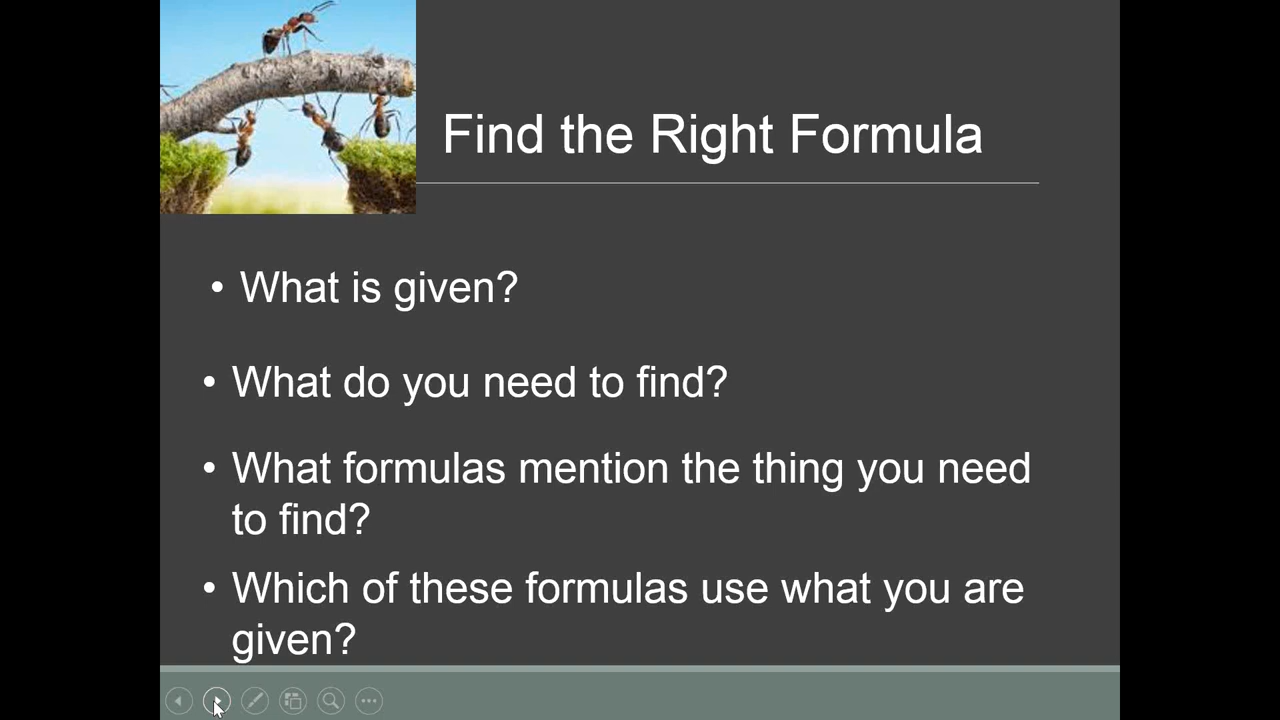 Find the Right Formula
• What is given?
• What do you need to find?
• What formulas mention the thing you need
to find?
• Which of these formulas use what you are
given?